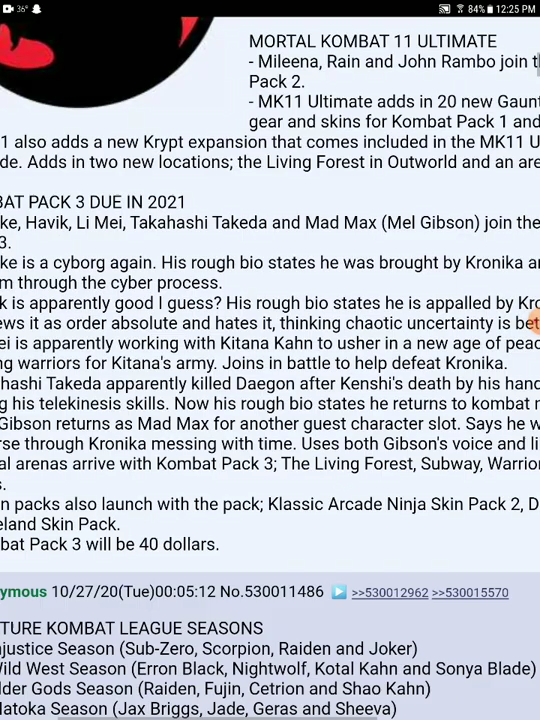 36° 84% 12:25 PM
MORTAL KOMBAT 11 ULTIMATE
- Mileena, Rain and John Rambo join t
Pack 2.
- MK11 Ultimate adds in 20 new Gaun
gear and skins for Kombat Pack 1 and
1 also adds a new Krypt expansion that comes included in the MK11 U
de. Adds in two new locations; the Living Forest in Outworld and an are
BAT PACK 3 DUE IN 2021
ke, Havik, Li Mei, Takahashi Takeda and Mad Max (Mel Gibson) join the
3.
ke is a cyborg again. His rough bio states he was brought by Kronika an
m through the cyber process.
k is apparently good I guess? His rough bio states he is appalled by Kro
ews it as order absolute and hates it, thinking chaotic uncertainty is bet
ei is apparently working with Kitana Kahn to usher in a new age of peac
ng warriors for Kitana's army. Joins in battle to help defeat Kronika.
ahashi Takeda apparently killed Daegon after Kenshi's death by his hand
g his telekinesis skills. Now his rough bio states he returns to kombat n
Gibson returns as Mad Max for another guest character slot. Says he w
rse through Kronika messing with time. Uses both Gibson's voice and li
al arenas arrive with Kombat Pack 3; The Living Forest, Subway, Warrior
s.
n packs also launch with the pack; Klassic Arcade Ninja Skin Pack 2, D
eland Skin Pack.
bat Pack 3 will be 40 dollars.
ymous 10/27/20(Tue)00:05:12 No.530011486 >>530012962 >>530015570
TURE KOMBAT LEAGUE SEASONS
njustice Season (Sub-Zero, Scorpion, Raiden and Joker)
Wild West Season (Erron Black, Nightwolf, Kotal Kahn and Sonya Blade)
lder Gods Season (Raiden, Fujin, Cetrion and Shao Kahn)
Matoka Season (Jax Briggs, Jade, Geras and Sheeva)